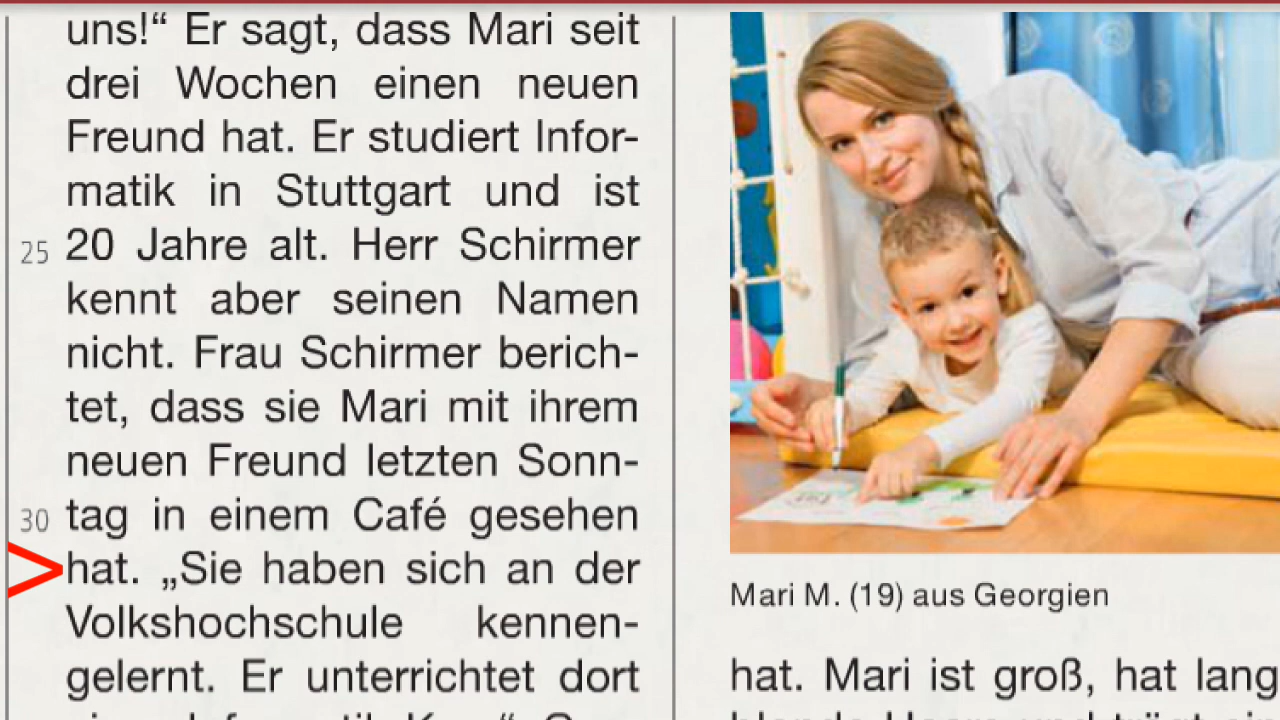 uns!“ Er sagt, dass Mari seit
drei Wochen einen neuen
Freund hat. Er studiert Infor-
matik in Stuttgart und ist
25 20 Jahre alt. Herr Schirmer
kennt aber seinen Namen
nicht. Frau Schirmer berich-
tet, dass sie Mari mit ihrem
neuen Freund letzten Sonn-
30 tag in einem Café gesehen
>hat. „Sie haben sich an der
Volkshochschule kennen-
gelernt. Er unterrichtet dort
Mari M. (19) aus Georgien
hat. Mari ist groß, hat lang